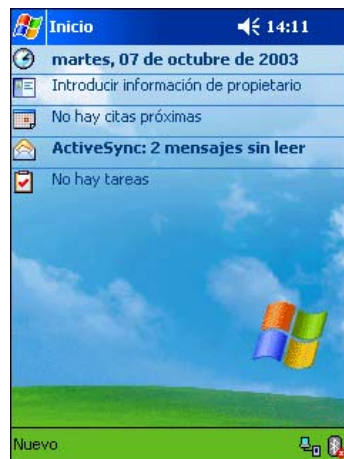 Inicio 14:11
martes, 07 de octubre de 2003
Introducir información de propietario
No hay citas próximas
ActiveSync: 2 mensajes sin leer
No hay tareas
Nuevo